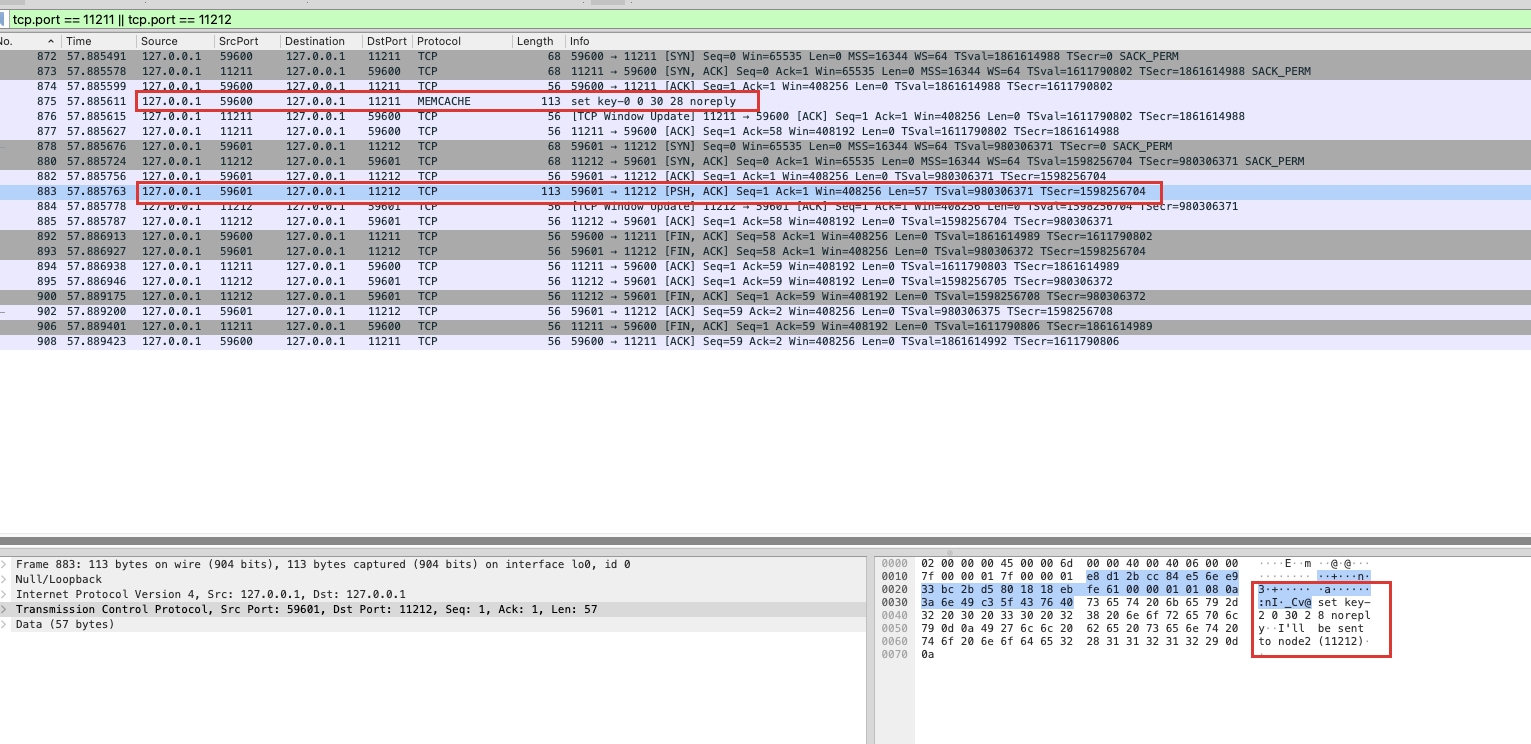 tcp.port == 11211 || tcp.port == 11212
No. Time Source SrcPort Destination DstPort Protocol Length Info
872 57.885491 127.0.0.1 59600 127.0.0.1 11211 TCP 68 59600 → 11211 [SYN] Seq=0 Win=65535 Len=0 MSS=16344 WS=64 TSval=1861614988 TSecr=0 SACK_PERM
873 57.885578 127.0.0.1 11211 127.0.0.1 59600 TCP 68 11211 → 59600 [SYN, ACK] Seq=0 Ack=1 Win=65535 Len=0 MSS=16344 WS=64 TSval=1611790802 TSecr=1861614988 SACK_PERM
874 57.885599 127.0.0.1 59600 127.0.0.1 11211 TCP 56 59600 → 11211 [ACK] Seq=1 Ack=1 Win=408256 Len=0 TSval=1861614988 TSecr=1611790802
875 57.885611 127.0.0.1 59600 127.0.0.1 11211 MEMCACHE 113 set key-0 0 30 28 noreply
876 57.885615 127.0.0.1 11211 127.0.0.1 59600 TCP 56 [TCP Window Update] 11211 → 59600 [ACK] Seq=1 Ack=1 Win=408256 Len=0 TSval=1611790802 TSecr=1861614988
877 57.885627 127.0.0.1 11211 127.0.0.1 59600 TCP 56 11211 → 59600 [ACK] Seq=1 Ack=58 Win=408192 Len=0 TSval=1611790802 TSecr=1861614988
878 57.885676 127.0.0.1 59601 127.0.0.1 11212 TCP 68 59601 → 11212 [SYN] Seq=0 Win=65535 Len=0 MSS=16344 WS=64 TSval=980306371 TSecr=0 SACK_PERM
880 57.885724 127.0.0.1 11212 127.0.0.1 59601 TCP 68 11212 → 59601 [SYN, ACK] Seq=0 Ack=1 Win=65535 Len=0 MSS=16344 WS=64 TSval=1598256704 TSecr=980306371 SACK_PERM
882 57.885756 127.0.0.1 59601 127.0.0.1 11212 TCP 56 59601 → 11212 [ACK] Seq=1 Ack=1 Win=408256 Len=0 TSval=980306371 TSecr=1598256704
883 57.885763 127.0.0.1 59601 127.0.0.1 11212 TCP 113 59601 → 11212 [PSH, ACK] Seq=1 Ack=1 Win=408256 Len=57 TSval=980306371 TSecr=1598256704
884 57.885778 127.0.0.1 11212 127.0.0.1 59601 TCP 56 [TCP Window Update] 11212 → 59601 [ACK] Seq=1 Ack=1 Win=408256 Len=0 TSval=1598256704 TSecr=980306371
885 57.885787 127.0.0.1 11212 127.0.0.1 59601 TCP 56 11212 → 59601 [ACK] Seq=1 Ack=58 Win=408192 Len=0 TSval=1598256704 TSecr=980306371
892 57.886913 127.0.0.1 59600 127.0.0.1 11211 TCP 56 59600 → 11211 [FIN, ACK] Seq=58 Ack=1 Win=408256 Len=0 TSval=1861614989 TSecr=1611790802
893 57.886927 127.0.0.1 59601 127.0.0.1 11212 TCP 56 59601 → 11212 [FIN, ACK] Seq=58 Ack=1 Win=408256 Len=0 TSval=980306372 TSecr=1598256704
894 57.886938 127.0.0.1 11211 127.0.0.1 59600 TCP 56 11211 → 59600 [ACK] Seq=1 Ack=59 Win=408192 Len=0 TSval=1611790803 TSecr=1861614989
895 57.886946 127.0.0.1 11212 127.0.0.1 59601 TCP 56 11212 → 59601 [ACK] Seq=1 Ack=59 Win=408192 Len=0 TSval=1598256705 TSecr=980306372
900 57.889175 127.0.0.1 11212 127.0.0.1 59601 TCP 56 11212 → 59601 [FIN, ACK] Seq=1 Ack=59 Win=408192 Len=0 TSval=1598256708 TSecr=980306372
902 57.889200 127.0.0.1 59601 127.0.0.1 11212 TCP 56 59601 → 11212 [ACK] Seq=59 Ack=2 Win=408256 Len=0 TSval=980306375 TSecr=1598256708
906 57.889401 127.0.0.1 11211 127.0.0.1 59600 TCP 56 11211 → 59600 [FIN, ACK] Seq=1 Ack=59 Win=408192 Len=0 TSval=1611790806 TSecr=1861614989
908 57.889423 127.0.0.1 59600 127.0.0.1 11211 TCP 56 59600 → 11211 [ACK] Seq=59 Ack=2 Win=408256 Len=0 TSval=1861614992 TSecr=1611790806
Frame 883: 113 bytes on wire (904 bits), 113 bytes captured (904 bits) on interface lo0, id 0
Null/Loopback
Internet Protocol Version 4, Src: 127.0.0.1, Dst: 127.0.0.1
Transmission Control Protocol, Src Port: 59601, Dst Port: 11212, Seq: 1, Ack: 1, Len: 57
Data (57 bytes)
0000 02 00 00 00 45 00 00 6d 00 00 40 00 40 06 00 00 ····E··m ··@·@···
0010 7f 00 00 01 7f 00 00 01 e8 d1 2b cc 84 e5 6e e9 ········ ··+···n·
0020 33 bc 2b d5 80 18 18 eb fe 61 00 00 01 01 08 0a 3·+····· ·a······
0030 3a 6e 49 c3 5f 43 76 40 73 65 74 20 6b 65 79 2d :nI·_Cv@ set key-
0040 32 20 30 20 33 30 20 32 38 20 6e 6f 72 65 70 6c 2 0 30 2 8 noreply
0050 79 0d 0a 49 27 6c 6c 20 62 65 20 73 65 6e 74 20 y··I'll be sent
0060 74 6f 20 6e 6f 64 65 32 28 31 31 32 31 32 29 0d to node2 (11212)·
0070 0a ·